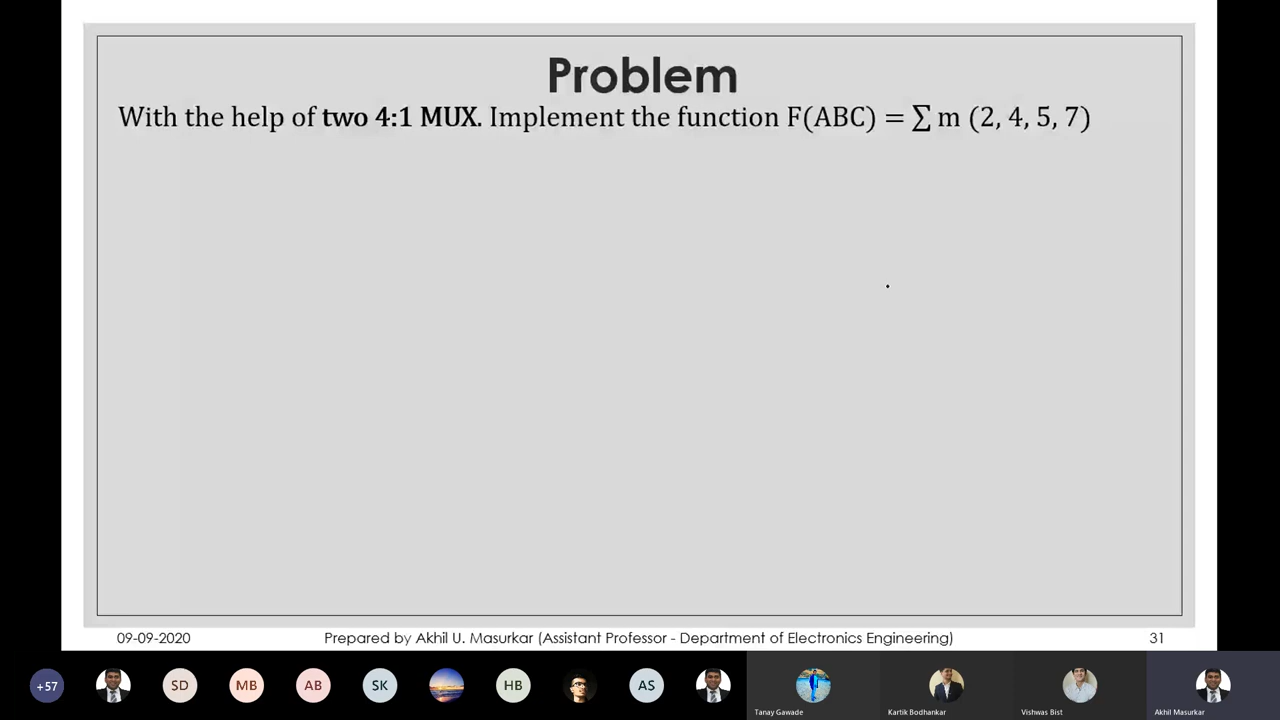 Problem
With the help of two 4:1 MUX. Implement the function F(ABC) = ∑ m (2, 4, 5, 7)
09-09-2020 Prepared by Akhil U. Masurkar (Assistant Professor - Department of Electronics Engineering) 31
+57 SD MB AB SK HB AS
Tanay Gawade Kartik Bodhankar Vishwas Bist Akhil Masurkar